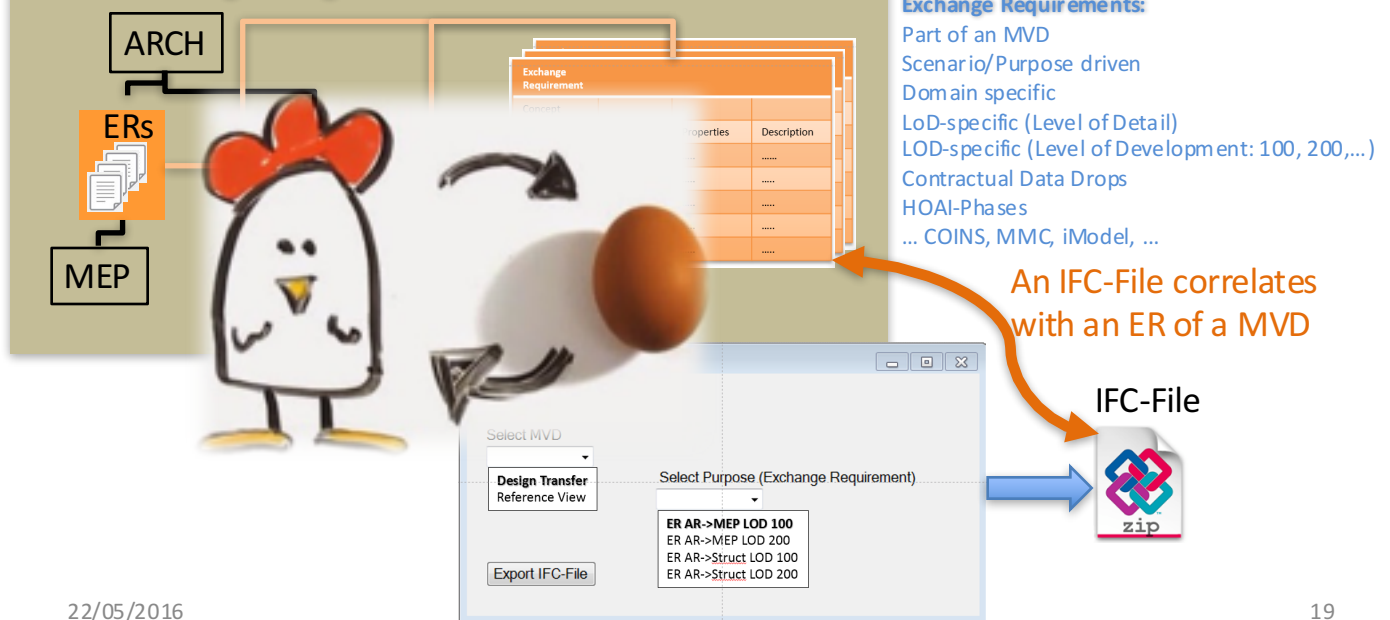 ARCH
ERs
MEP
Exchange
Requirement
Concept
Properties Description
..... ......
..... .....
..... .....
..... .....
..... .....
Exchange Requirements:
Part of an MVD
Scenario/Purpose driven
Domain specific
LoD-specific (Level of Detail)
LOD-specific (Level of Development: 100, 200,...)
Contractual Data Drops
HOAI-Phases
... COINS, MMC, iModel, ...
An IFC-File correlates
with an ER of a MVD
IFC-File
zip
Select MVD
Design Transfer
Reference View
Select Purpose (Exchange Requirement)
ER AR->MEP LOD 100
ER AR->MEP LOD 200
ER AR->Struct LOD 100
ER AR->Struct LOD 200
Export IFC-File
22/05/2016
19